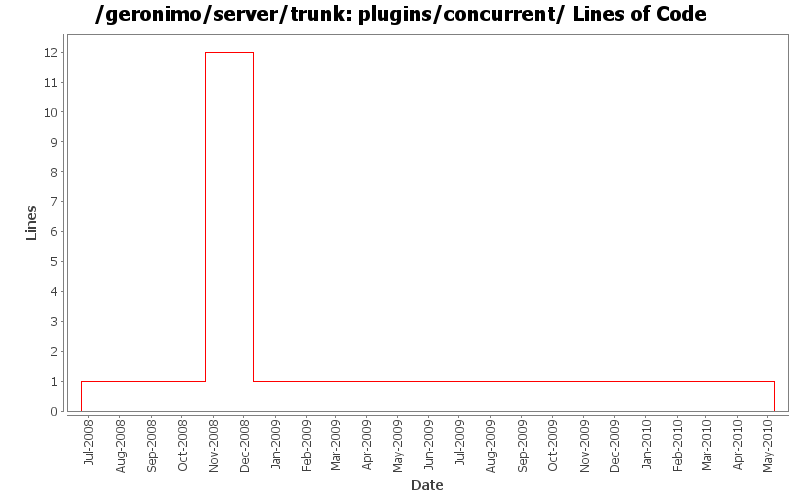 /geronimo/server/trunk: plugins/concurrent/ Lines of Code
Lines
12
11
10
9
8
7
6
5
4
3
2
1
0
Jul-2008
Aug-2008
Sep-2008
Oct-2008
Nov-2008
Dec-2008
Jan-2009
Feb-2009
Mar-2009
Apr-2009
May-2009
Jun-2009
Jul-2009
Aug-2009
Sep-2009
Oct-2009
Nov-2009
Dec-2009
Jan-2010
Feb-2010
Mar-2010
Apr-2010
May-2010
Date